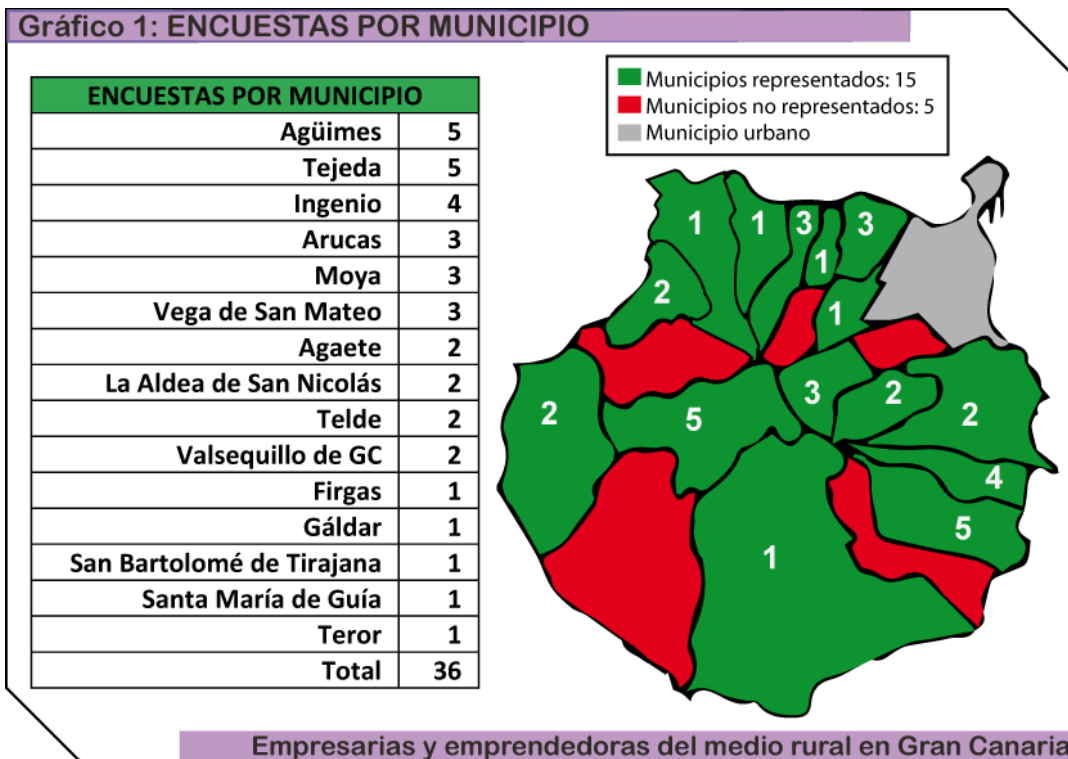 Gráfico 1: ENCUESTAS POR MUNICIPIO
ENCUESTAS POR MUNICIPIO
Agüimes 5
Tejeda 5
Ingenio 4
Arucas 3
Moya 3
Vega de San Mateo 3
Agaete 2
La Aldea de San Nicolás 2
Telde 2
Valsequillo de GC 2
Firgas 1
Gáldar 1
San Bartolomé de Tirajana 1
Santa María de Guía 1
Teror 1
Total 36
Municipios representados: 15
Municipios no representados: 5
Municipio urbano
1 1 3 3
1
2
1
3 2
2 5 2
4
5
1
Empresarias y emprendedoras del medio rural en Gran Canaria